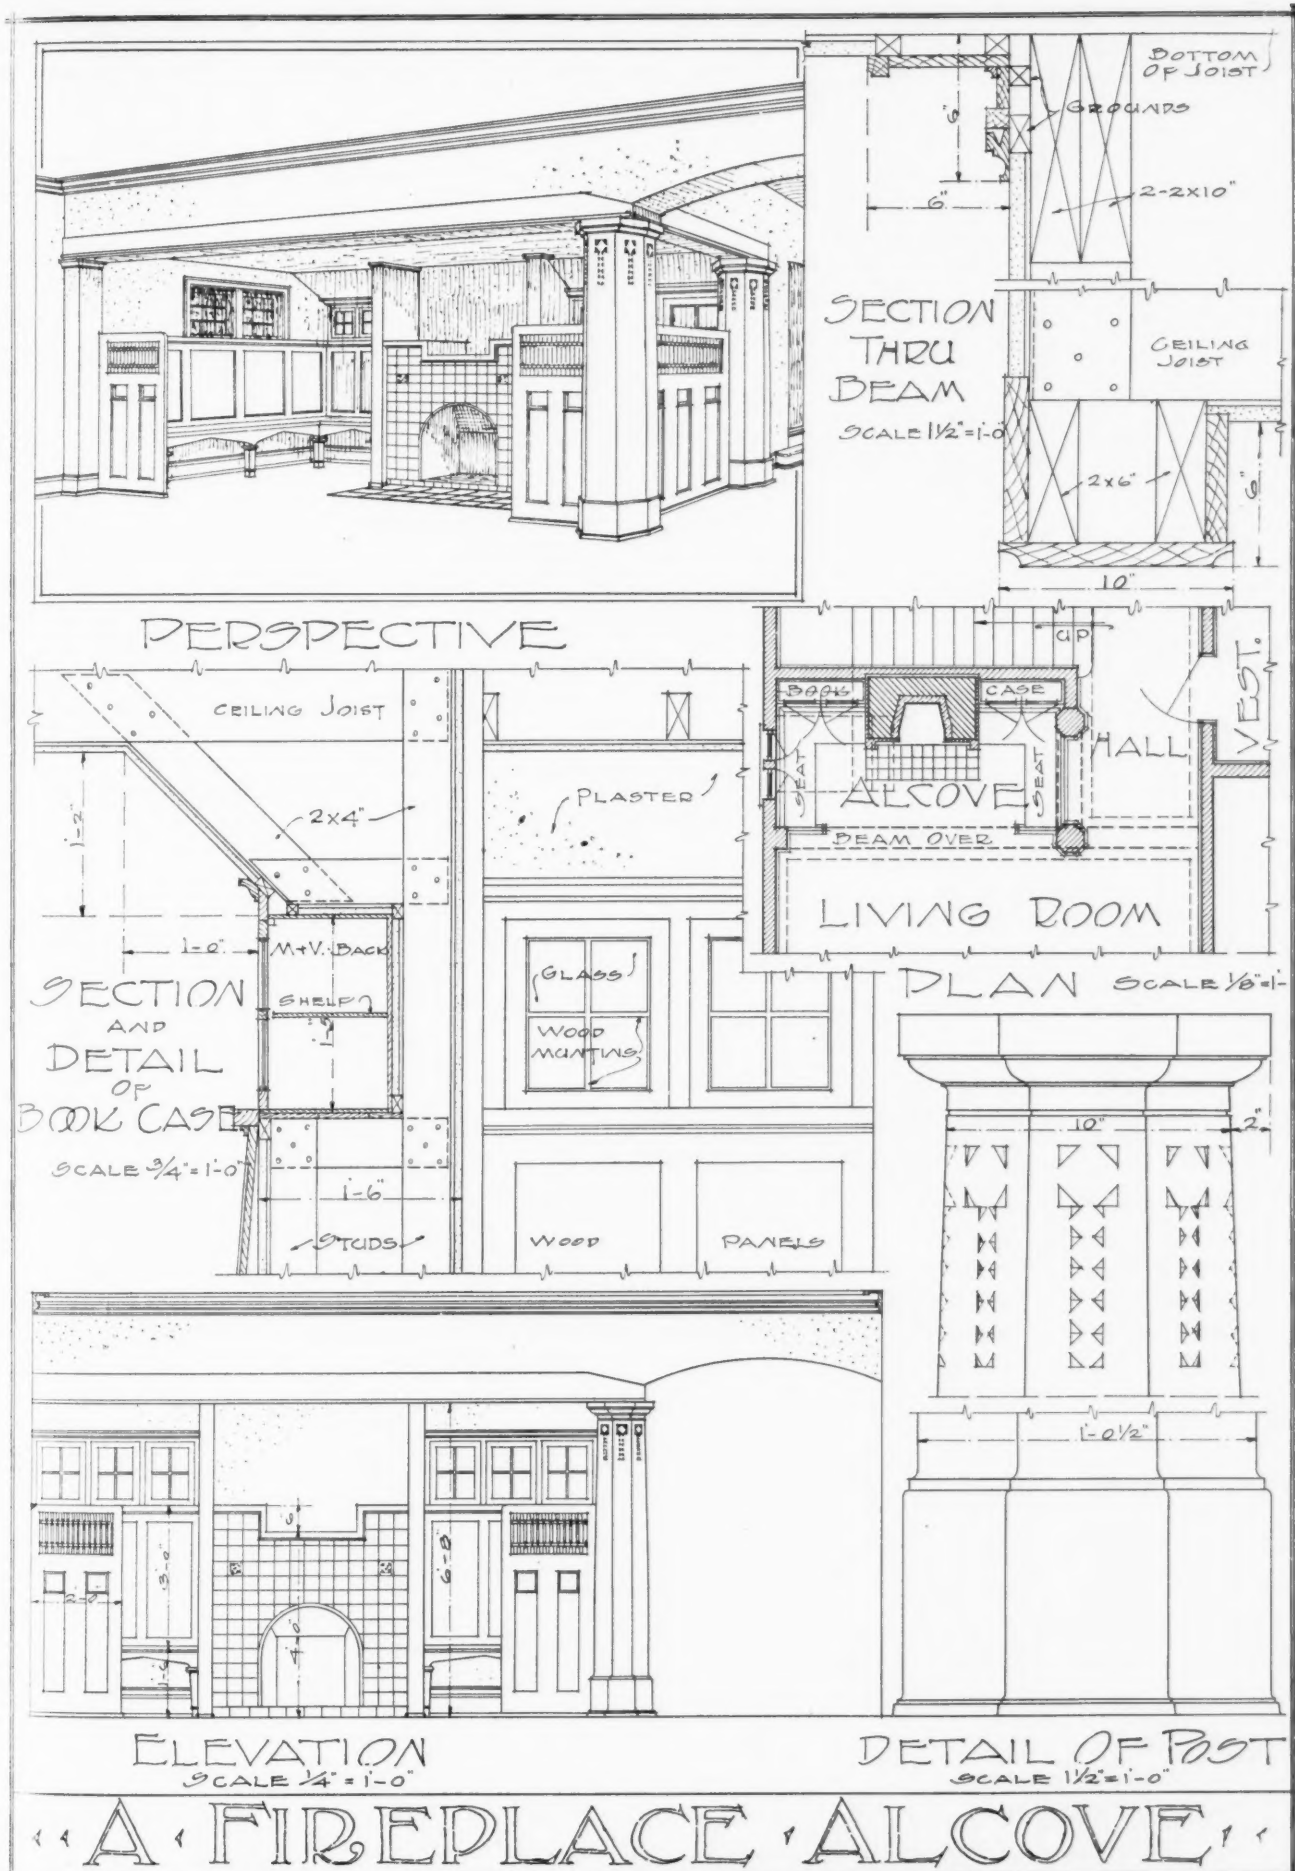 BOTTOM
OF JOIST
GROUNDS
6"
6"
2-2x10"
SECTION
THRU
BEAM
SCALE 1½"=1'-0"
CEILING
JOIST
2x6"
6"
10"
PERSPECTIVE
UP
BOOK CASE
VEST.
HALL
SEAT
ALCOVE
SEAT
BEAM OVER
LIVING ROOM
PLAN SCALE ⅛"=1'-
CEILING JOIST
2x4"
PLASTER
1'-2"
1'-0"
M+V. BACK
SHELF
SECTION
AND
DETAIL
OF
BOOK CASE
SCALE ¾"=1'-0"
GLASS
WOOD
MUNTINS
1'-6"
STUDS
WOOD PANELS
10"
2"
1'-0½"
6"
3'-0"
6'-8"
2'-0"
4'-0"
1'-6"
ELEVATION
SCALE ¼"=1'-0"
DETAIL OF POST
SCALE 1½"=1'-0"
A FIREPLACE ALCOVE